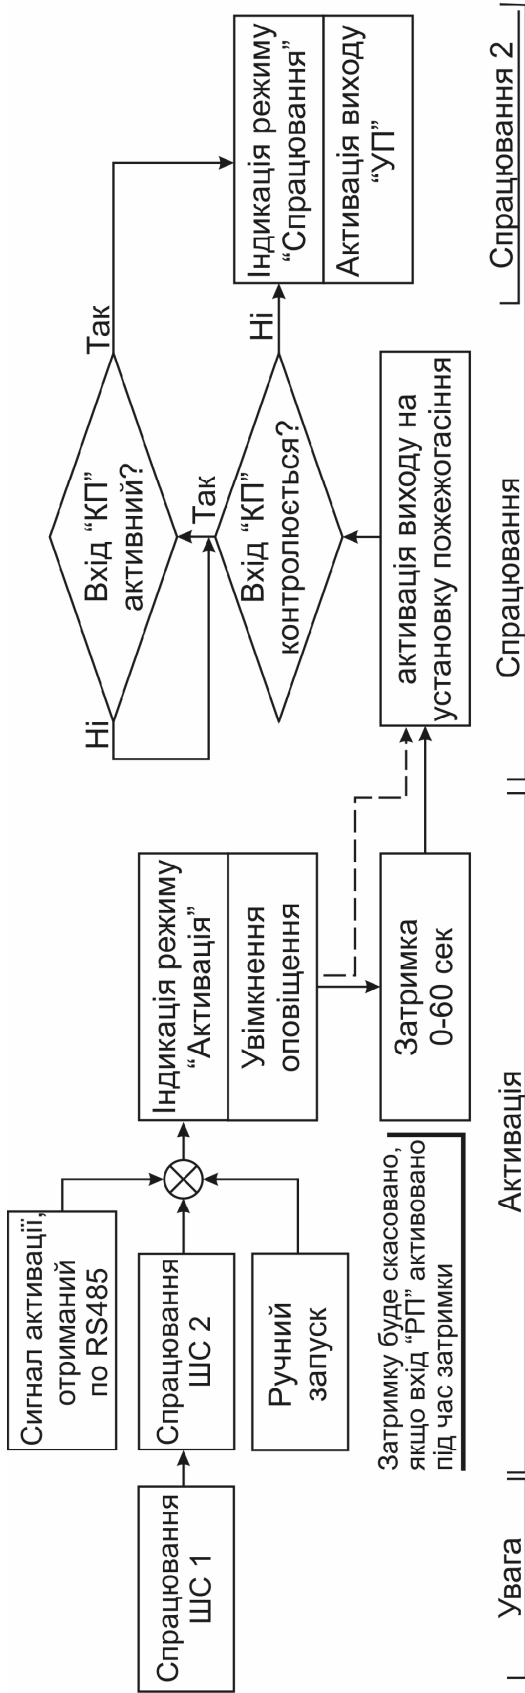 Спрацювання
ШС 1
Сигнал активації,
отриманий
по RS485
Спрацювання
ШС 2
Ручний
запуск
Затримку буде скасовано,
якщо вхід “РП” активовано
під час затримки
Індикація режиму
“Активація”
Увімкнення
оповіщення
Затримка
0-60 сек
активація виходу на
установку пожежогасіння
Вхід “КП”
контролюється?
Так
Ні
Вхід “КП”
активний?
Ні
Так
Індикація режиму
“Спрацювання”
Активація виходу
“УП”
Увага
Активація
Спрацювання
Спрацювання 2